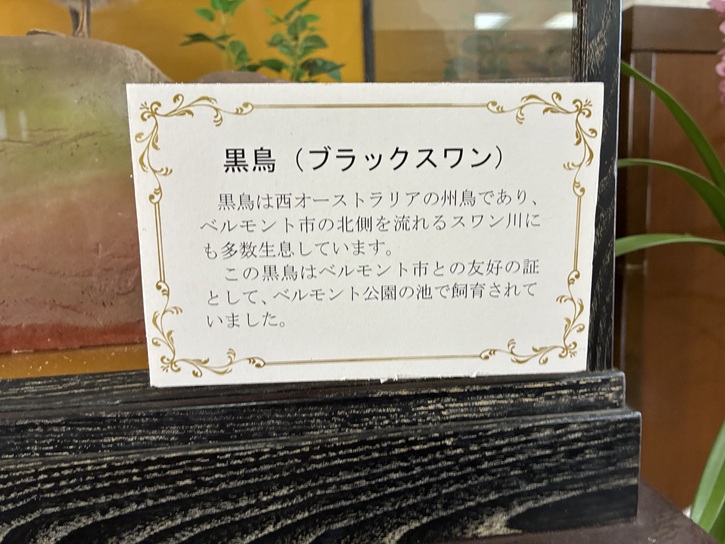 黒鳥（ブラックスワン）
黒鳥は西オーストラリアの州鳥であり、
ベルモント市の北側を流れるスワン川に
も多数生息しています。
この黒鳥はベルモント市との友好の証
として、ベルモント公園の池で飼育されて
いました。